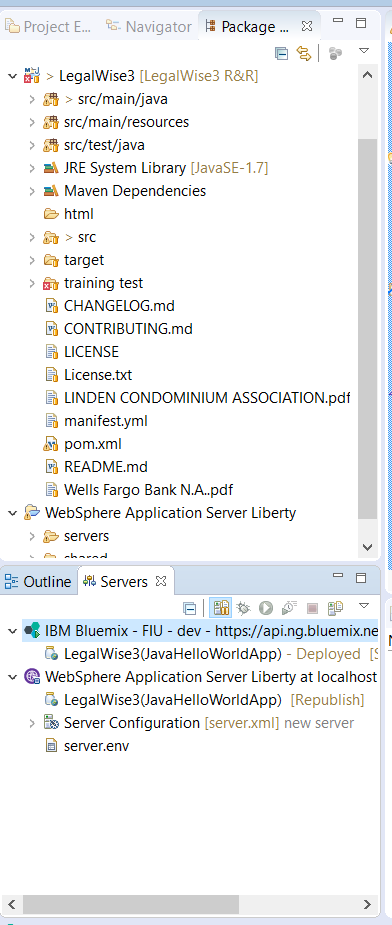 Project E... Navigator Package ...
> LegalWise3 [LegalWise3 R&R]
> src/main/java
src/main/resources
src/test/java
JRE System Library [JavaSE-1.7]
Maven Dependencies
html
> src
target
training test
CHANGELOG.md
CONTRIBUTING.md
LICENSE
License.txt
LINDEN CONDOMINIUM ASSOCIATION.pdf
manifest.yml
pom.xml
README.md
Wells Fargo Bank N.A..pdf
WebSphere Application Server Liberty
servers
shared
Outline Servers
IBM Bluemix - FIU - dev - https://api.ng.bluemix.ne
LegalWise3(JavaHelloWorldApp) - Deployed [S
WebSphere Application Server Liberty at localhost
LegalWise3(JavaHelloWorldApp) [Republish]
Server Configuration [server.xml] new server
server.env